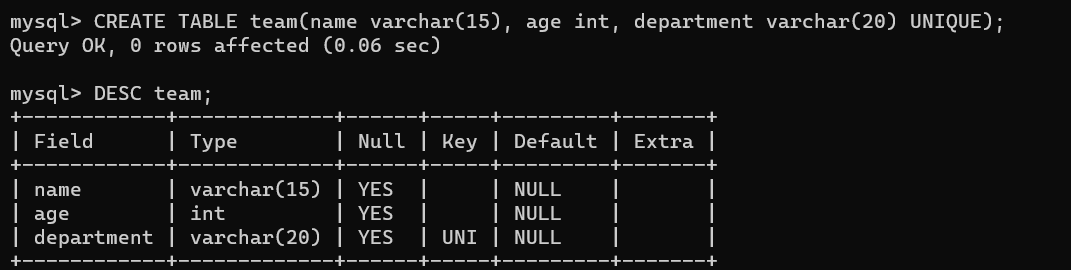 mysql> CREATE TABLE team(name varchar(15), age int, department varchar(20) UNIQUE);
Query OK, 0 rows affected (0.06 sec)
mysql> DESC team;
+------------+-------------+------+-----+---------+-------+
| Field      | Type        | Null | Key | Default | Extra |
+------------+-------------+------+-----+---------+-------+
| name       | varchar(15) | YES  |     | NULL    |       |
| age        | int         | YES  |     | NULL    |       |
| department | varchar(20) | YES  | UNI | NULL    |       |
+------------+-------------+------+-----+---------+-------+